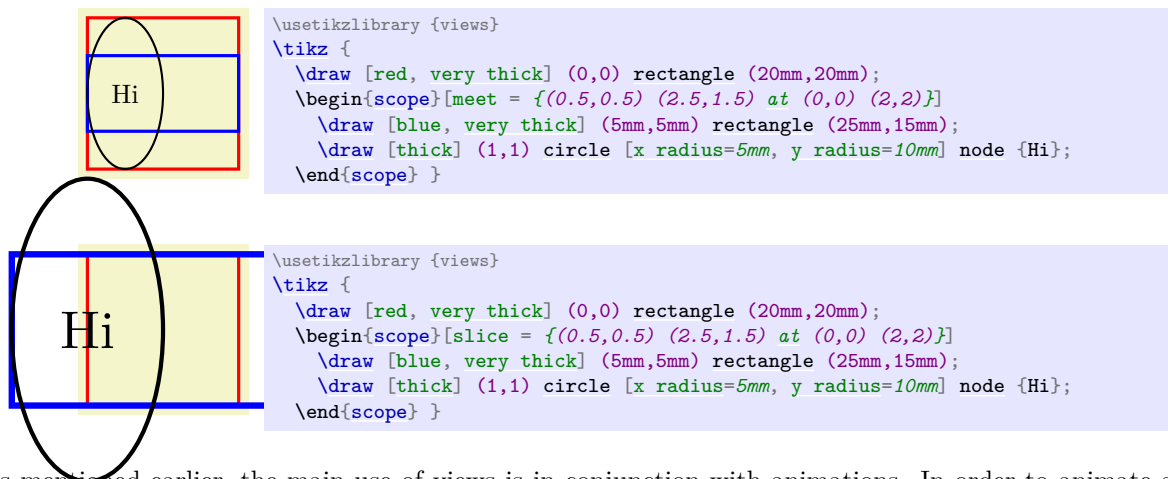 Hi
\usetikzlibrary {views}
\tikz {
  \draw [red, very thick] (0,0) rectangle (20mm,20mm);
  \begin{scope}[meet = {(0.5,0.5) (2.5,1.5) at (0,0) (2,2)}]
    \draw [blue, very thick] (5mm,5mm) rectangle (25mm,15mm);
    \draw [thick] (1,1) circle [x radius=5mm, y radius=10mm] node {Hi};
  \end{scope} }
Hi
\usetikzlibrary {views}
\tikz {
  \draw [red, very thick] (0,0) rectangle (20mm,20mm);
  \begin{scope}[slice = {(0.5,0.5) (2.5,1.5) at (0,0) (2,2)}]
    \draw [blue, very thick] (5mm,5mm) rectangle (25mm,15mm);
    \draw [thick] (1,1) circle [x radius=5mm, y radius=10mm] node {Hi};
  \end{scope} }
mentioned earlier, the main use of views is in conjunction with animations. In order to animate